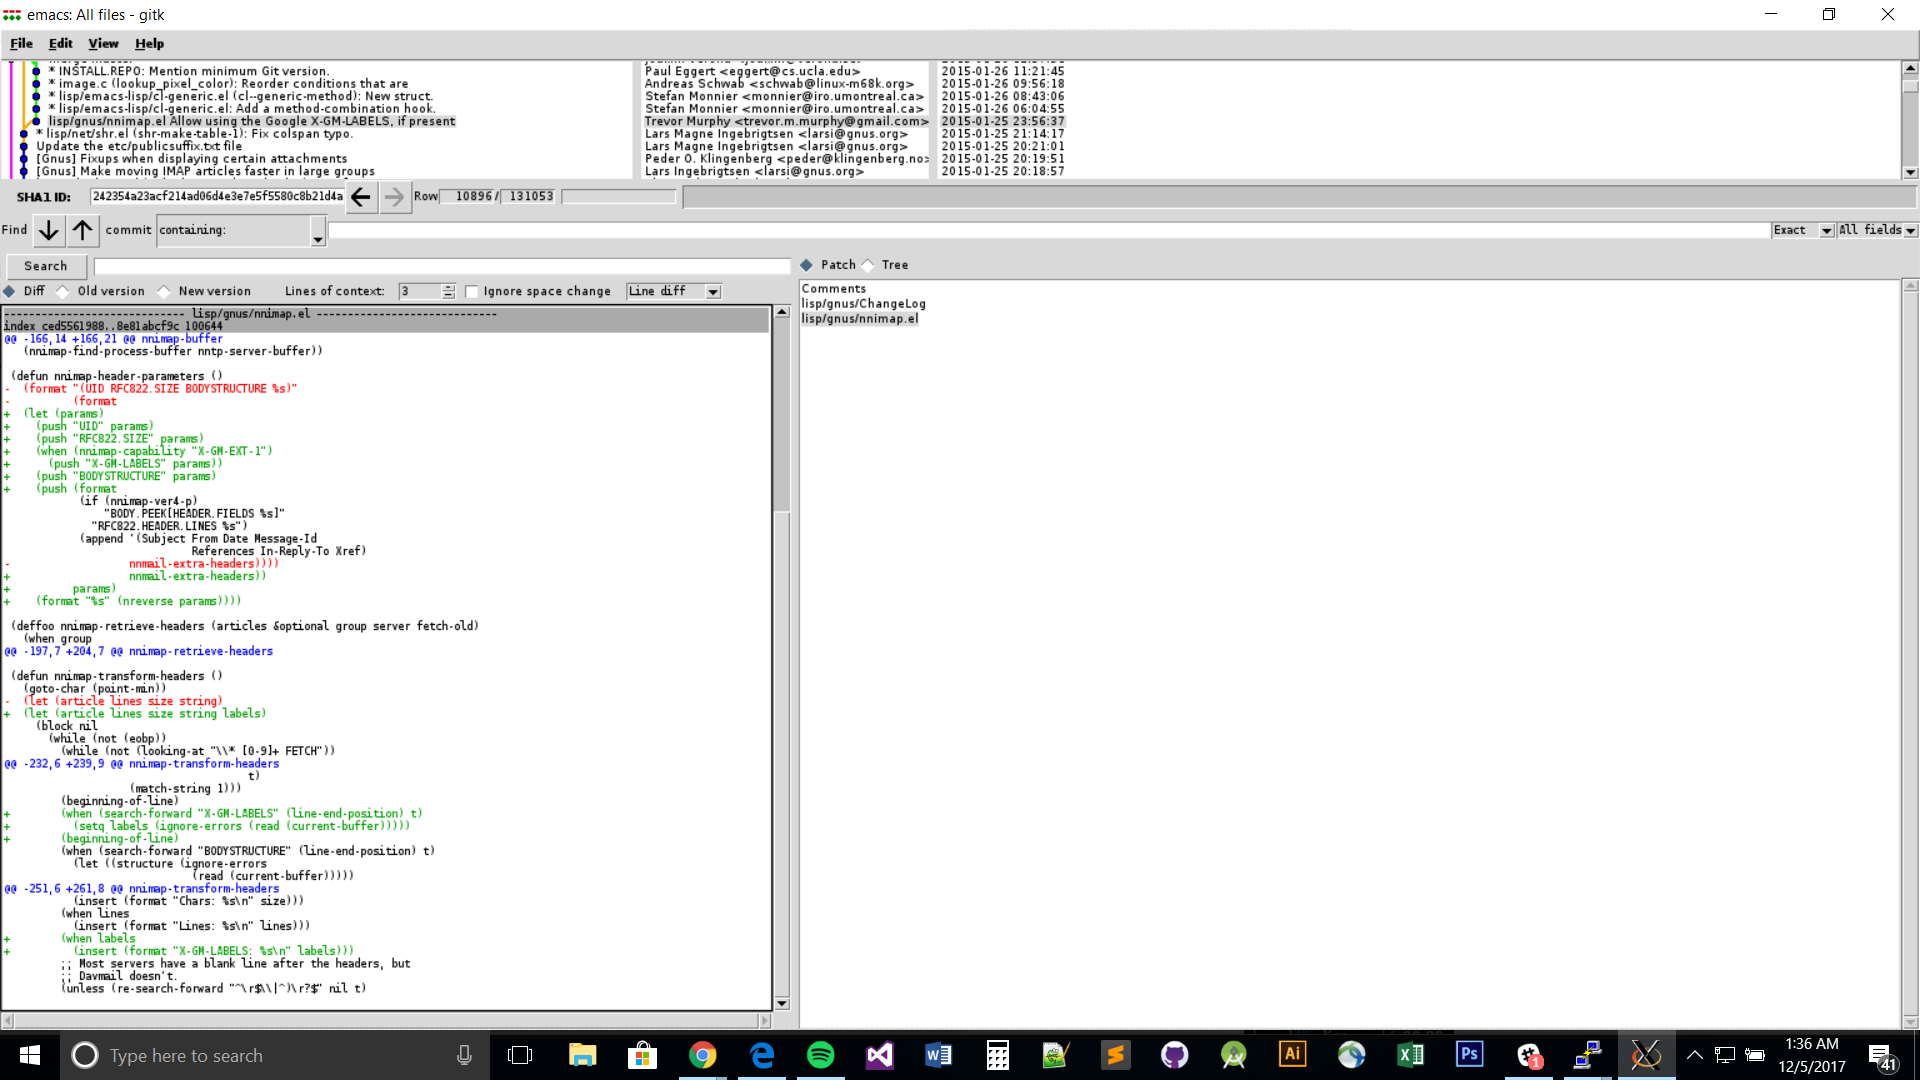 emacs: All files - gitk
File Edit View Help
* INSTALL.REPO: Mention minimum Git version. Paul Eggert <eggert@cs.ucla.edu> 2015-01-26 11:21:45
* image.c (lookup_pixel_color): Reorder conditions that are Andreas Schwab <schwab@linux-m68k.org> 2015-01-26 09:56:18
* lisp/emacs-lisp/cl-generic.el (cl--generic-method): New struct. Stefan Monnier <monnier@iro.umontreal.ca> 2015-01-26 08:43:06
* lisp/emacs-lisp/cl-generic.el: Add a method-combination hook. Stefan Monnier <monnier@iro.umontreal.ca> 2015-01-26 06:04:55
lisp/gnus/nnimap.el Allow using the Google X-GM-LABELS, if present Trevor Murphy <trevor.m.murphy@gmail.com> 2015-01-25 23:56:37
* lisp/net/shr.el (shr-make-table-1): Fix colspan typo. Lars Magne Ingebrigtsen <larsi@gnus.org> 2015-01-25 21:14:17
Update the etc/publicsuffix.txt file Lars Magne Ingebrigtsen <larsi@gnus.org> 2015-01-25 20:21:01
[Gnus] Fixups when displaying certain attachments Peder O. Klingenberg <peder@klingenberg.no> 2015-01-25 20:19:51
[Gnus] Make moving IMAP articles faster in large groups Lars Ingebrigtsen <larsi@gnus.org> 2015-01-25 20:18:57
SHA1 ID: 242354a23acf214ad06d4e3e7e5f5580c8b21d4a Row 10896 / 131053
Find commit containing: Exact All fields
Search Patch Tree
Diff Old version New version Lines of context: 3 Ignore space change Line diff
Comments
lisp/gnus/ChangeLog
lisp/gnus/nnimap.el
----------------------------- lisp/gnus/nnimap.el -----------------------------
index ced5561988..8e81abcf9c 100644
@@ -166,14 +166,21 @@ nnimap-buffer
(nnimap-find-process-buffer nntp-server-buffer))
(defun nnimap-header-parameters ()
- (format "(UID RFC822.SIZE BODYSTRUCTURE %s)"
- (format
+ (let (params)
+ (push "UID" params)
+ (push "RFC822.SIZE" params)
+ (when (nnimap-capability "X-GM-EXT-1")
+ (push "X-GM-LABELS" params))
+ (push "BODYSTRUCTURE" params)
+ (push (format
(if (nnimap-ver4-p)
"BODY.PEEK[HEADER.FIELDS %s]"
"RFC822.HEADER.LINES %s")
(append '(Subject From Date Message-Id
References In-Reply-To Xref)
- nnmail-extra-headers))))
+ nnmail-extra-headers))
+ params)
+ (format "%s" (nreverse params))))
(deffoo nnimap-retrieve-headers (articles &optional group server fetch-old)
(when group
@@ -197,7 +204,7 @@ nnimap-retrieve-headers
(defun nnimap-transform-headers ()
(goto-char (point-min))
- (let (article lines size string)
+ (let (article lines size string labels)
(block nil
(while (not (eobp))
(while (not (looking-at "\\* [0-9]+ FETCH"))
@@ -232,6 +239,9 @@ nnimap-transform-headers
t)
(match-string 1)))
(beginning-of-line)
+ (when (search-forward "X-GM-LABELS" (line-end-position) t)
+ (setq labels (ignore-errors (read (current-buffer)))))
+ (beginning-of-line)
(when (search-forward "BODYSTRUCTURE" (line-end-position) t)
(let ((structure (ignore-errors
(read (current-buffer)))))
@@ -251,6 +261,8 @@ nnimap-transform-headers
(insert (format "Chars: %s\n" size)))
(when lines
(insert (format "Lines: %s\n" lines)))
+ (when labels
+ (insert (format "X-GM-LABELS: %s\n" labels)))
;; Most servers have a blank line after the headers, but
;; Davmail doesn't.
(unless (re-search-forward "^\r$\\|^)\r?$" nil t)
Type here to search
Ai
Ps
1
1:36 AM
12/5/2017
41